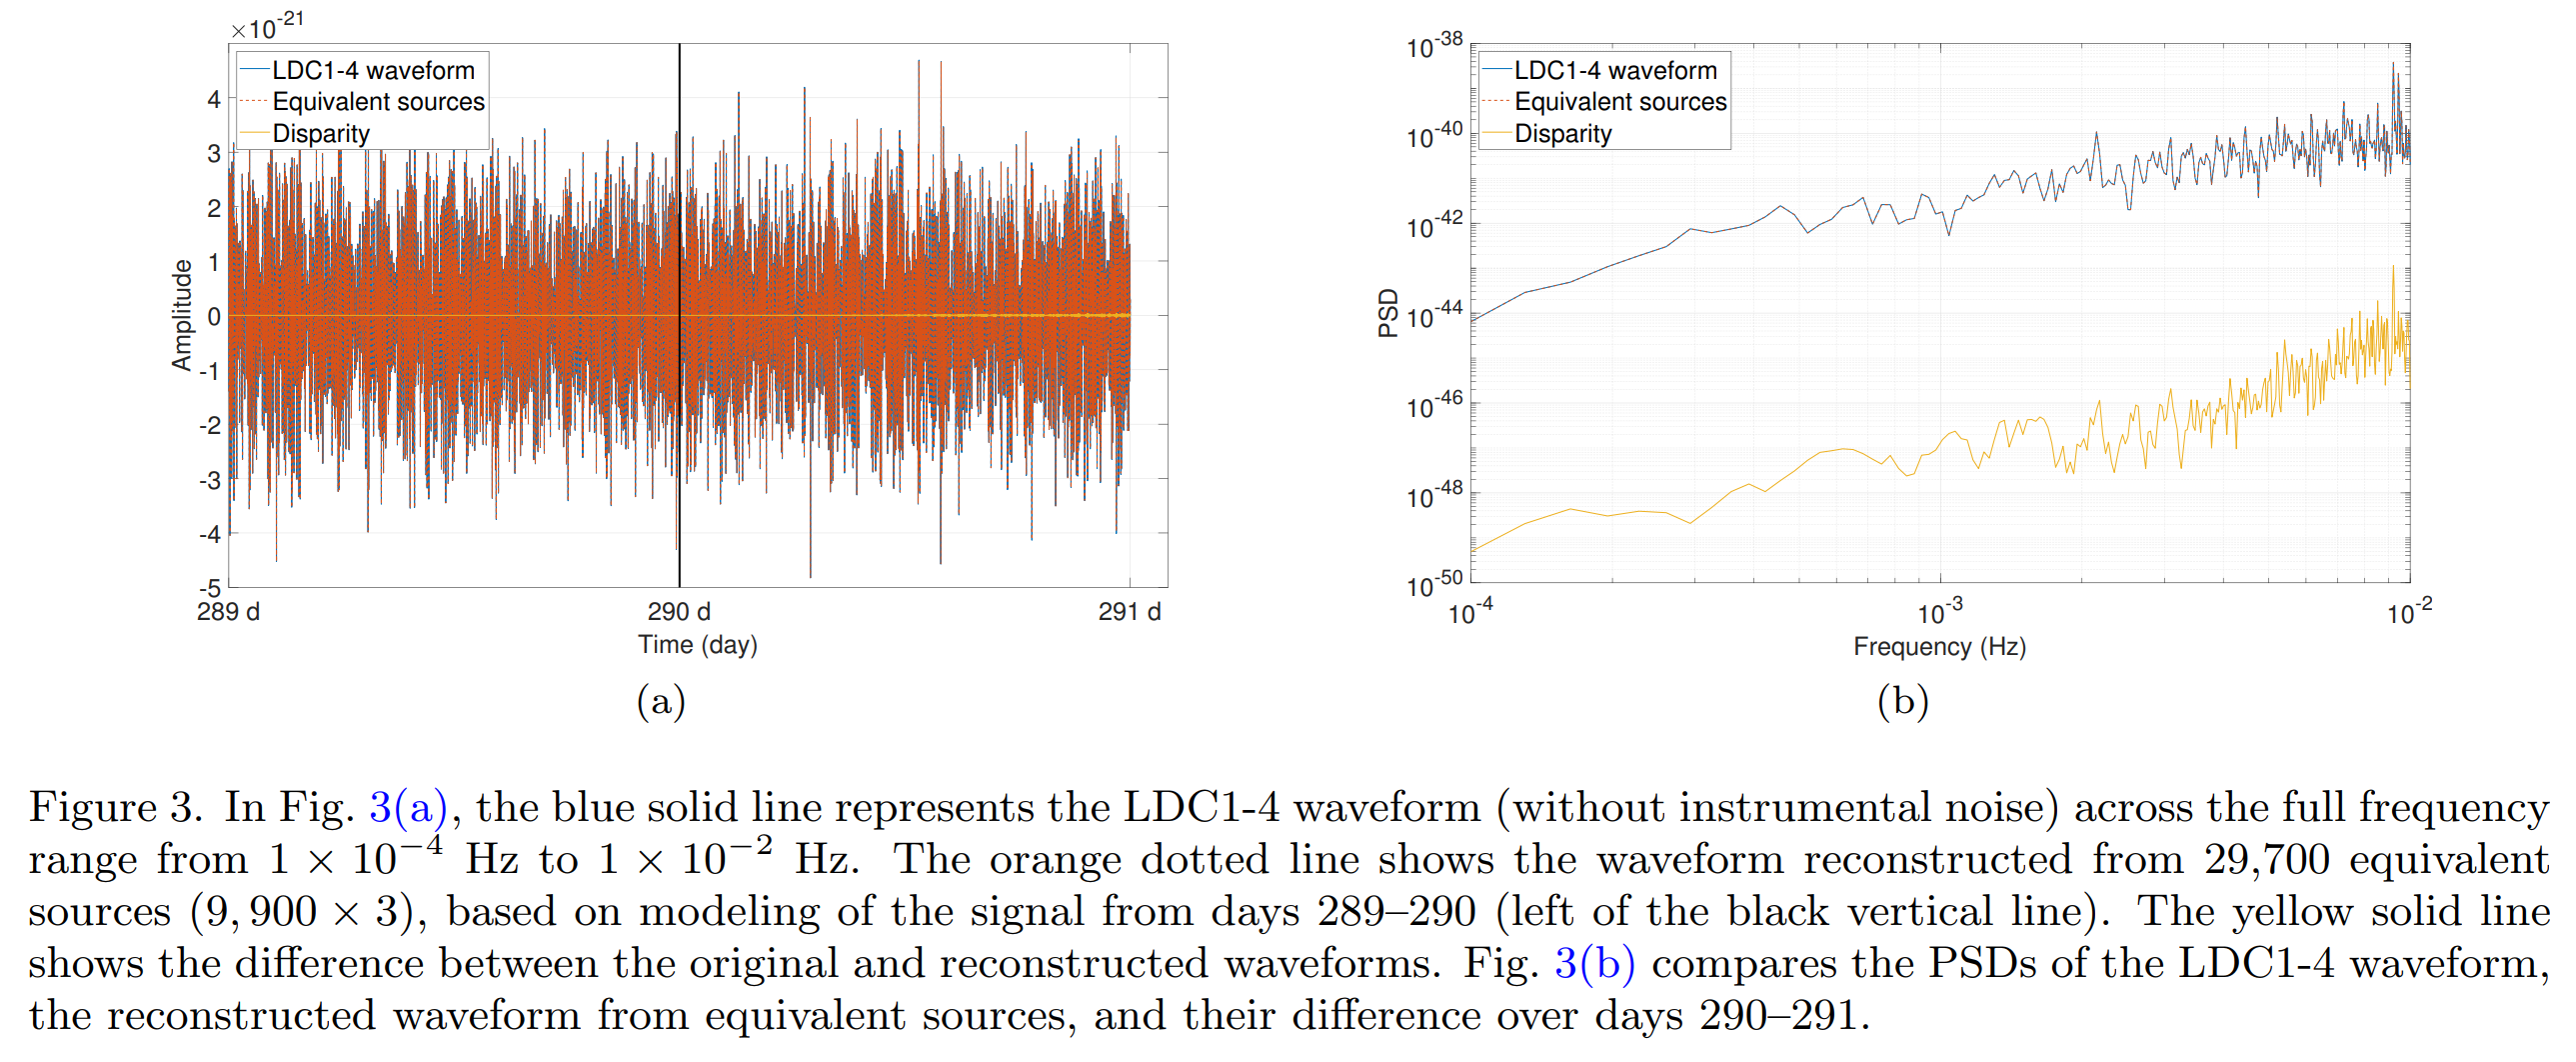 ×10^-21
LDC1-4 waveform
Equivalent sources
Disparity
4
3
2
1
0
-1
-2
-3
-4
-5
Amplitude
289 d
290 d
291 d
Time (day)
(a)
10^-38
10^-40
10^-42
10^-44
10^-46
10^-48
10^-50
LDC1-4 waveform
Equivalent sources
Disparity
PSD
10^-4
10^-3
10^-2
Frequency (Hz)
(b)
Figure 3. In Fig. 3(a), the blue solid line represents the LDC1-4 waveform (without instrumental noise) across the full frequency
range from 1 × 10^−4 Hz to 1 × 10^−2 Hz. The orange dotted line shows the waveform reconstructed from 29,700 equivalent
sources (9, 900 × 3), based on modeling of the signal from days 289–290 (left of the black vertical line). The yellow solid line
shows the difference between the original and reconstructed waveforms. Fig. 3(b) compares the PSDs of the LDC1-4 waveform,
the reconstructed waveform from equivalent sources, and their difference over days 290–291.